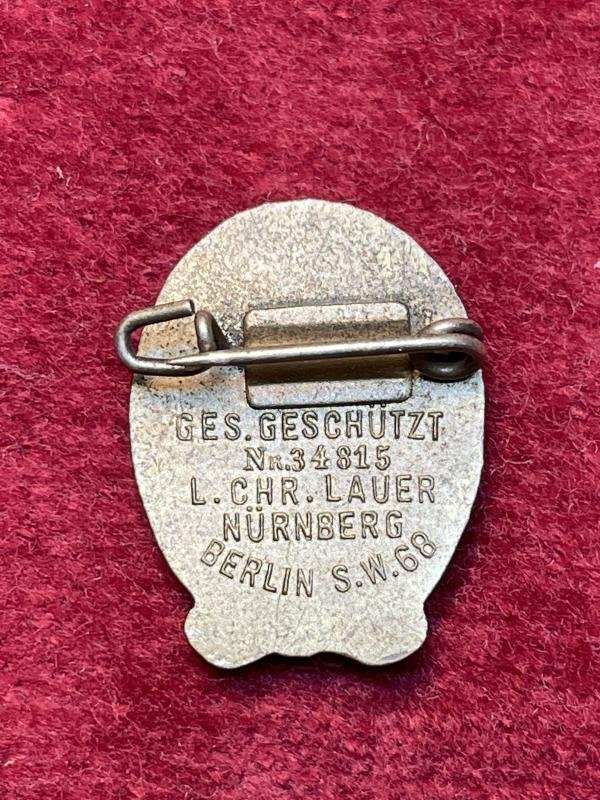 GES. GESCHÜTZT
NR. 34815
L. CHR. LAUER
NÜRNBERG
BERLIN S.W.68